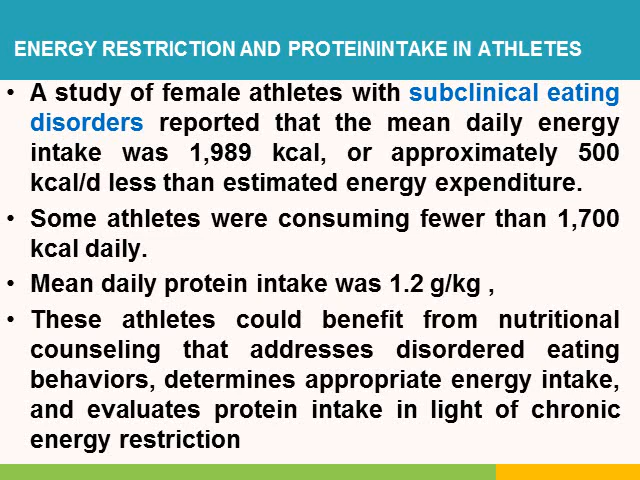 ENERGY RESTRICTION AND PROTEININTAKE IN ATHLETES
• A study of female athletes with subclinical eating
disorders reported that the mean daily energy
intake was 1,989 kcal, or approximately 500
kcal/d less than estimated energy expenditure.
• Some athletes were consuming fewer than 1,700
kcal daily.
• Mean daily protein intake was 1.2 g/kg ,
• These athletes could benefit from nutritional
counseling that addresses disordered eating
behaviors, determines appropriate energy intake,
and evaluates protein intake in light of chronic
energy restriction